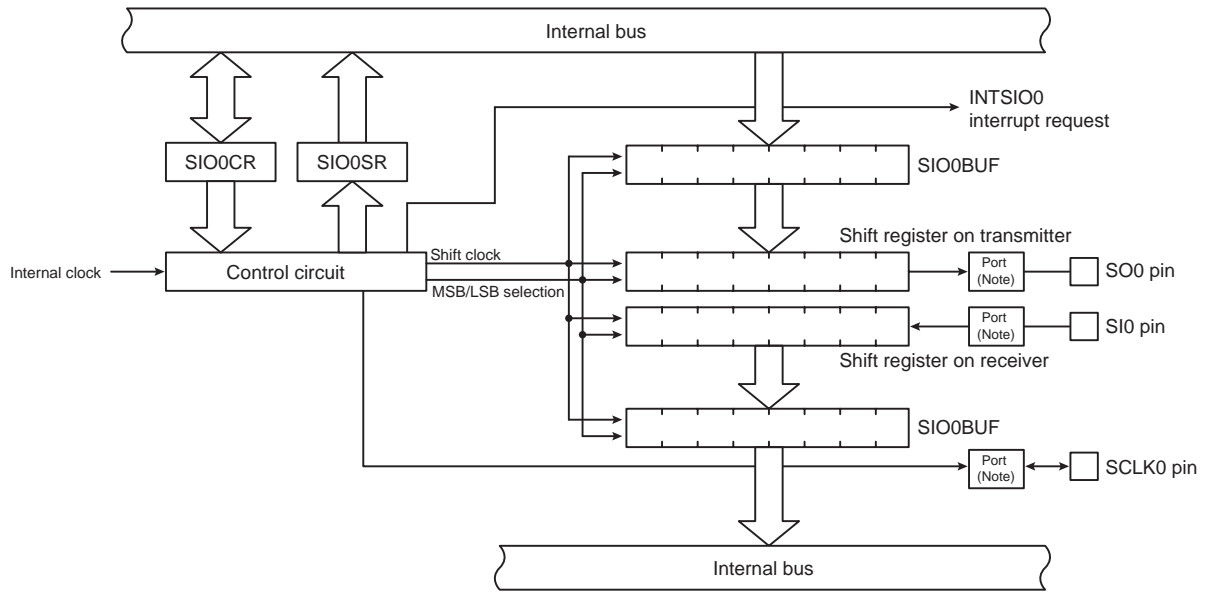 Internal bus
INTSIO0
interrupt request
SIO0CR
SIO0SR
SIO0BUF
Shift register on transmitter
Internal clock
Control circuit
Shift clock
MSB/LSB selection
Port
(Note)
SO0 pin
Port
(Note)
SI0 pin
Shift register on receiver
SIO0BUF
Port
(Note)
SCLK0 pin
Internal bus